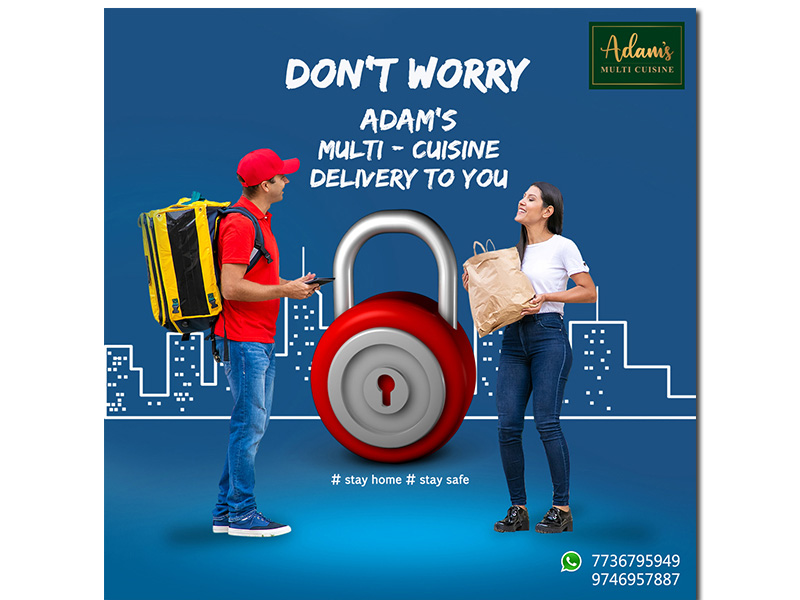 Adam's
MULTI CUISINE
DON'T WORRY
ADAM'S
MULTI - CUISINE
DELIVERY TO YOU
# stay home # stay safe
7736795949
9746957887